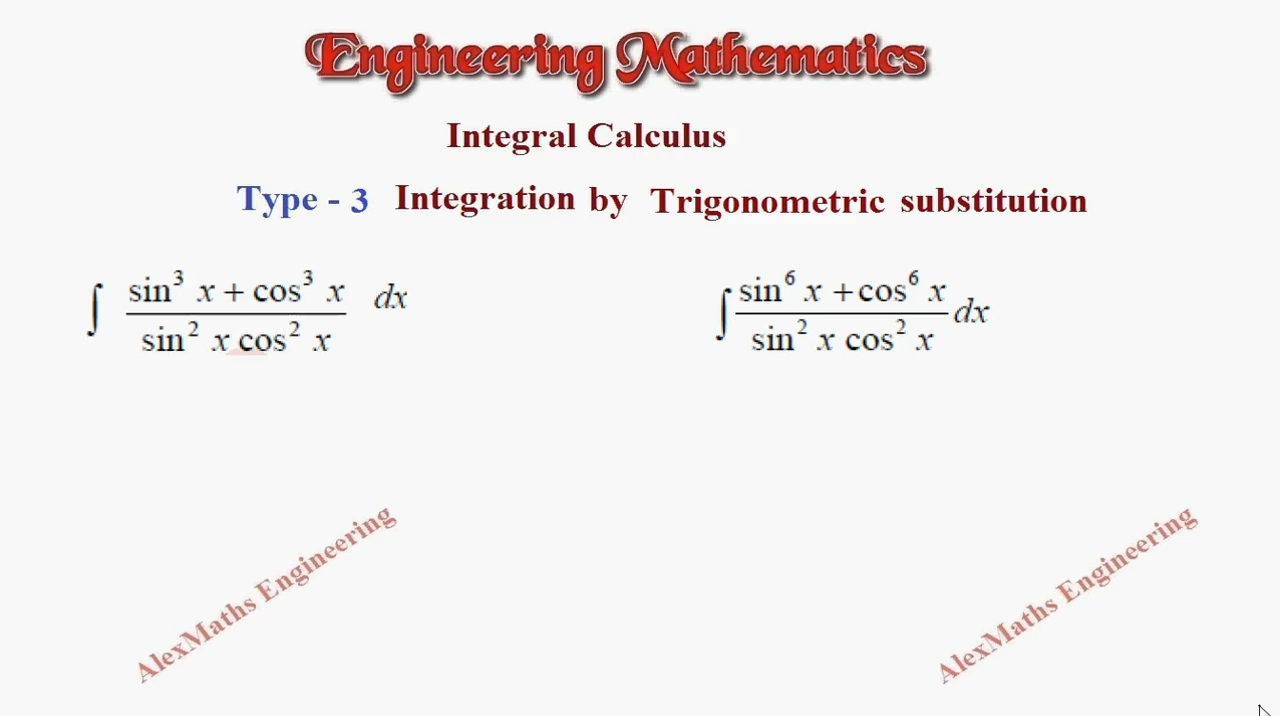 Engineering Mathematics
Integral Calculus
Type - 3 Integration by Trigonometric substitution
∫ (sin³ x + cos³ x) / (sin² x cos² x) dx
∫ (sin⁶ x + cos⁶ x) / (sin² x cos² x) dx
AlexMaths Engineering
AlexMaths Engineering